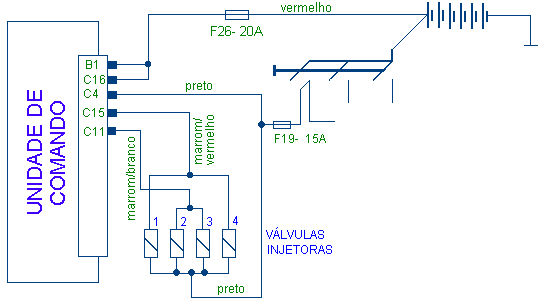 vermelho
F26- 20A
B1
C16
C4
preto
C15
C11
UNIDADE DE
COMANDO
marrom/
vermelho
marrom/branco
F19- 15A
1
2
3
4
VÁLVULAS
INJETORAS
preto